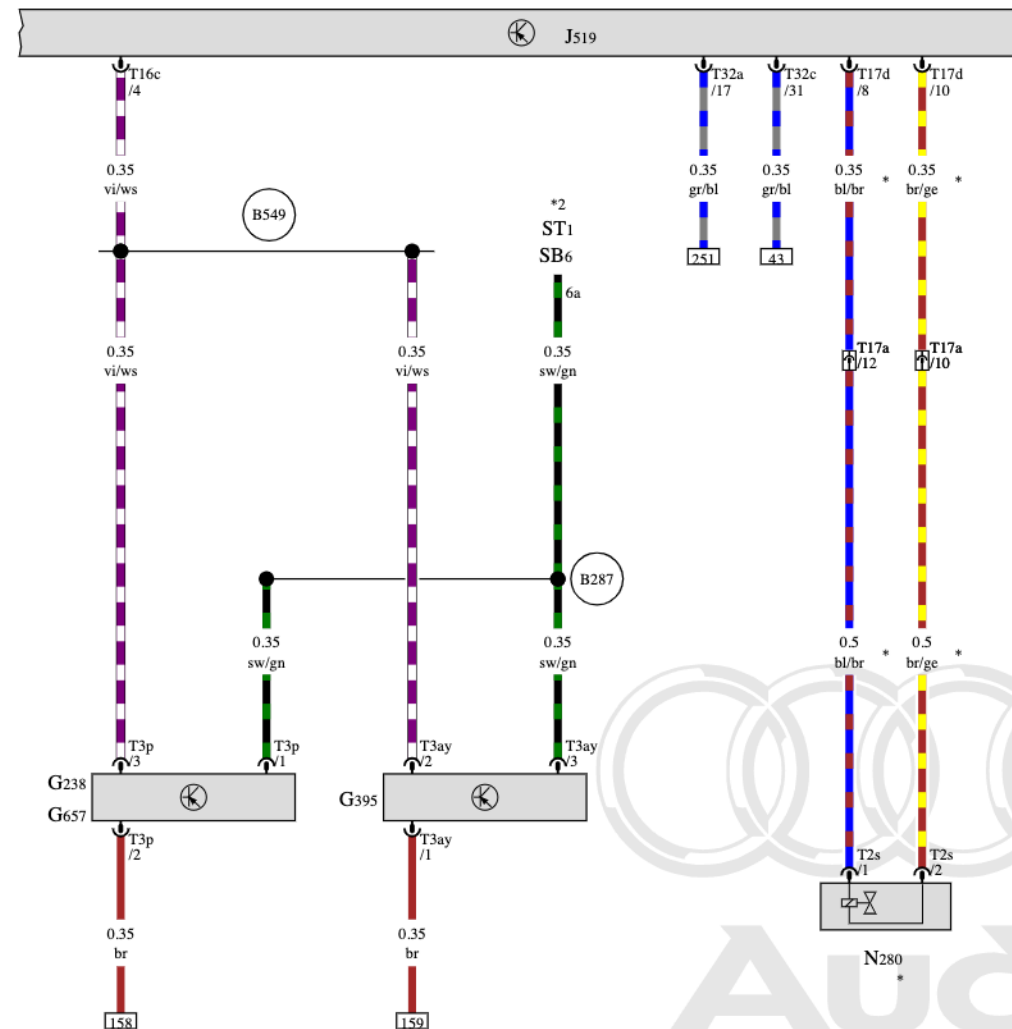 J519
T16c
/4
T32a
/17
T32c
/31
T17d
/8
T17d
/10
0.35
vi/ws
B549
*2
ST1
SB6
6a
0.35
gr/bl
0.35
gr/bl
0.35
bl/br *
0.35
br/ge *
251
43
0.35
vi/ws
0.35
vi/ws
0.35
sw/gn
T17a
/12
T17a
/10
B287
0.35
sw/gn
0.35
sw/gn
0.5
bl/br *
0.5
br/ge *
T3p
/3
T3p
/1
T3ay
/2
T3ay
/3
G238
G657
G395
T3p
/2
T3ay
/1
T2s
/1
T2s
/2
0.35
br
0.35
br
N280
*
158
159
Aud